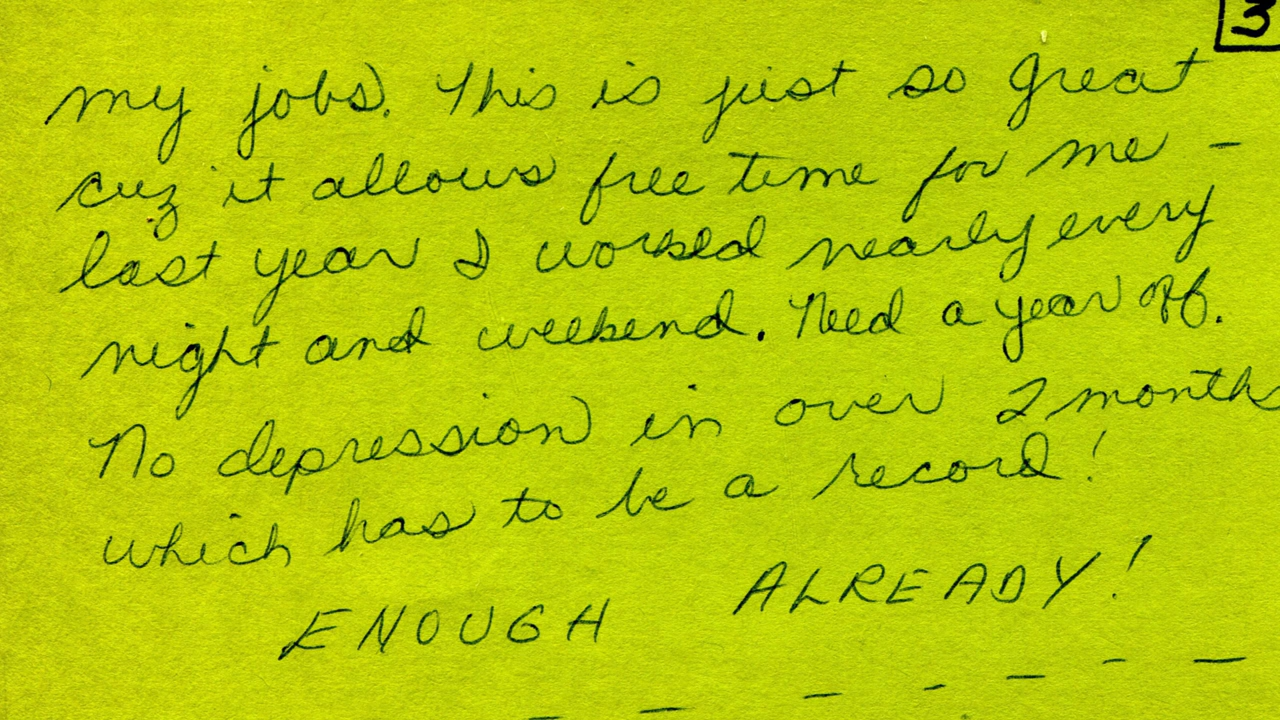 3
my jobs). This is just so great
cuz it allows free time for me -
last year I worked nearly every
night and weekend. Need a year off.
No depression in over 2 month
which has to be a record!
ENOUGH ALREADY!